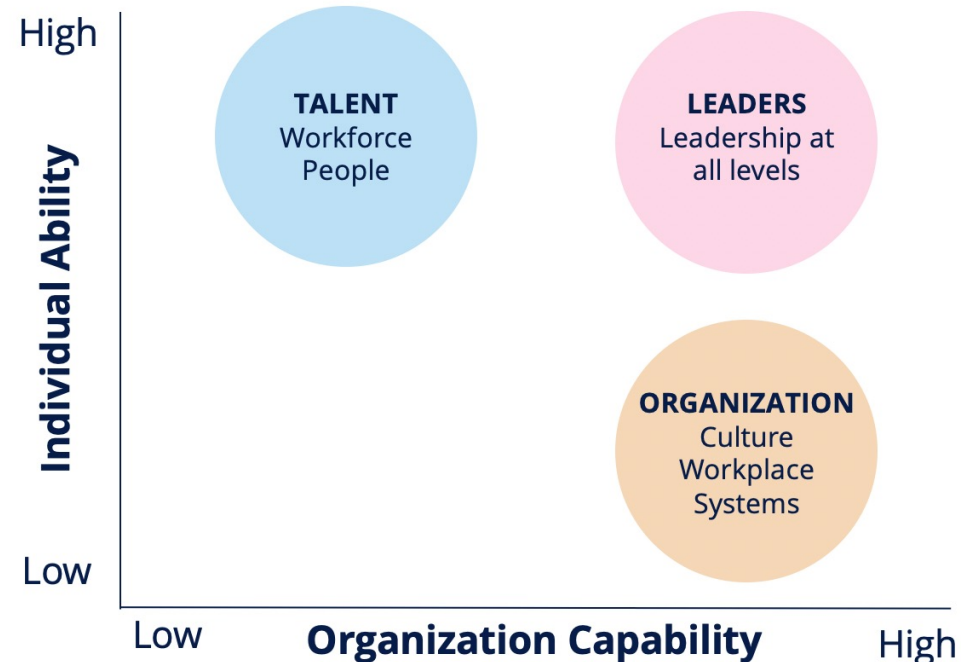 High
TALENT
Workforce
People
LEADERS
Leadership at
all levels
Individual Ability
ORGANIZATION
Culture
Workplace
Systems
Low
Low
Organization Capability
High